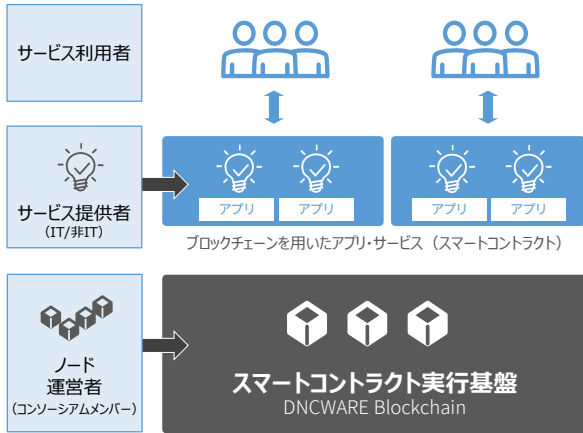 サービス利用者
サービス提供者
(IT/非IT)
アプリ
アプリ
アプリ
アプリ
ブロックチェーンを用いたアプリ・サービス（スマートコントラクト）
ノード
運営者
(コンソーシアムメンバー)
スマートコントラクト実行基盤
DNCWARE Blockchain